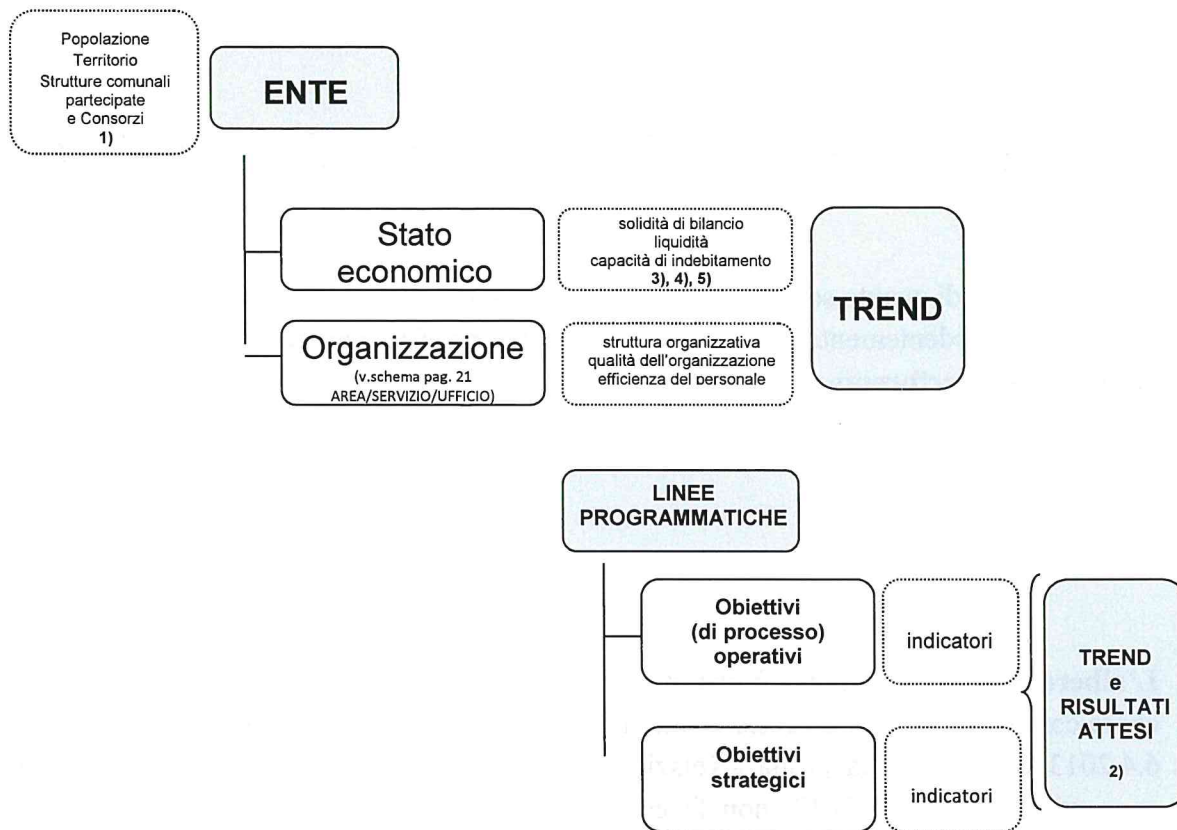 Popolazione
Territorio
Strutture comunali
partecipate
e Consorzi
1)
ENTE
Stato
economico
solidità di bilancio
liquidità
capacità di indebitamento
3), 4), 5)
TREND
Organizzazione
(v.schema pag. 21
AREA/SERVIZIO/UFFICIO)
struttura organizzativa
qualità dell'organizzazione
efficienza del personale
LINEE
PROGRAMMATICHE
Obiettivi
(di processo)
operativi
indicatori
TREND
e
RISULTATI
ATTESI
2)
Obiettivi
strategici
indicatori